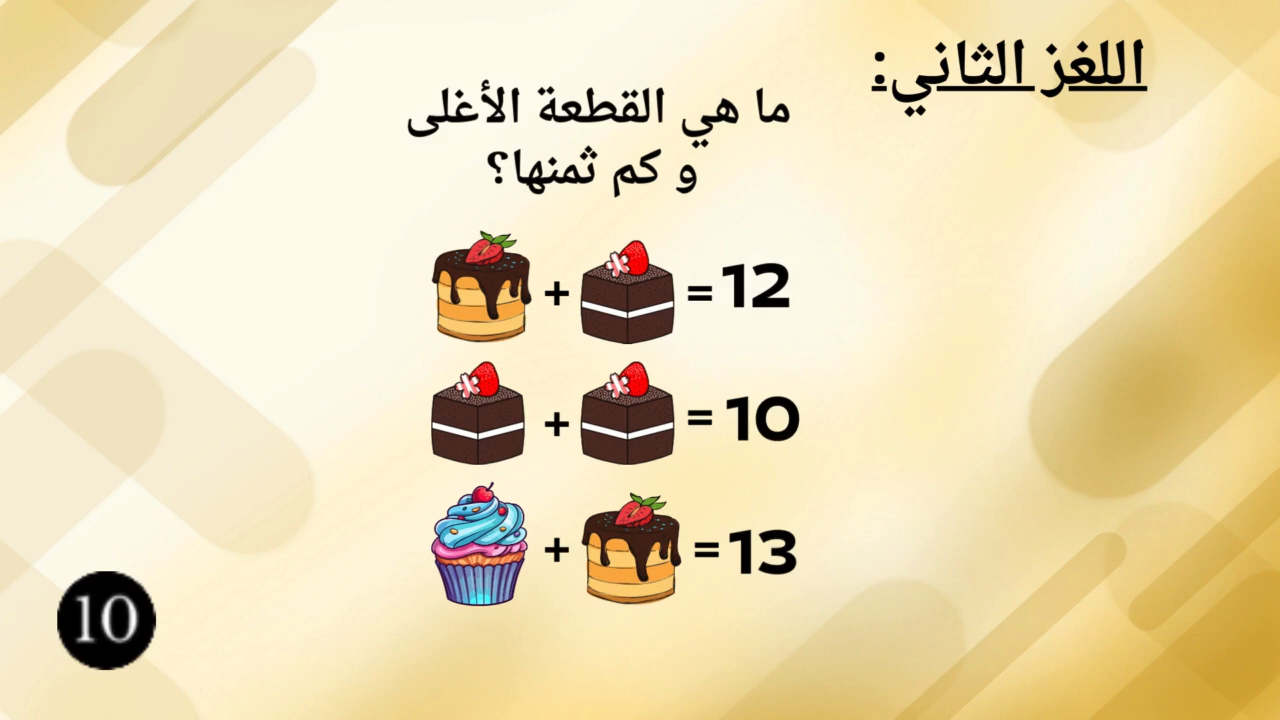 اللغز الثاني:
ما هي القطعة الأغلى
و كم ثمنها؟
+ = 12
+ = 10
+ = 13
10